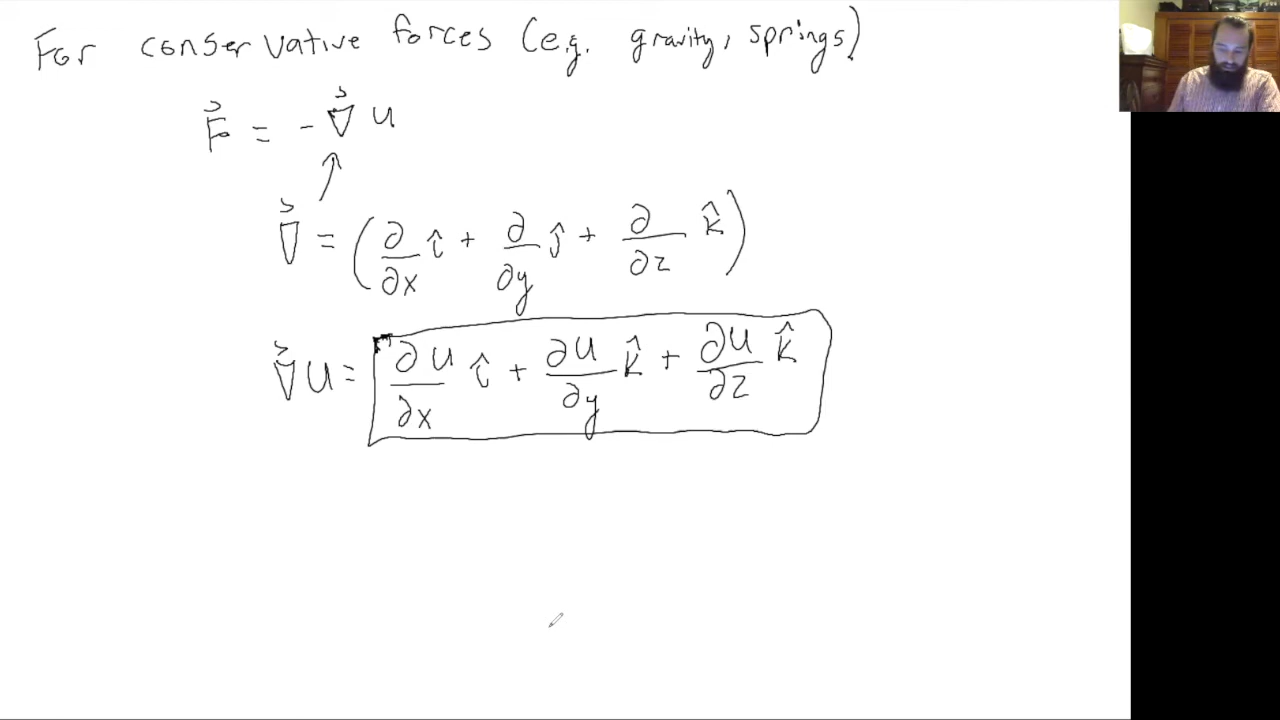 For conservative forces (e.g. gravity, springs)
F⃗ = - ∇⃗ U
∇⃗ = (∂/∂x î + ∂/∂y ĵ + ∂/∂z k̂)
∇⃗ U = ∂U/∂x î + ∂U/∂y k̂ + ∂U/∂z k̂